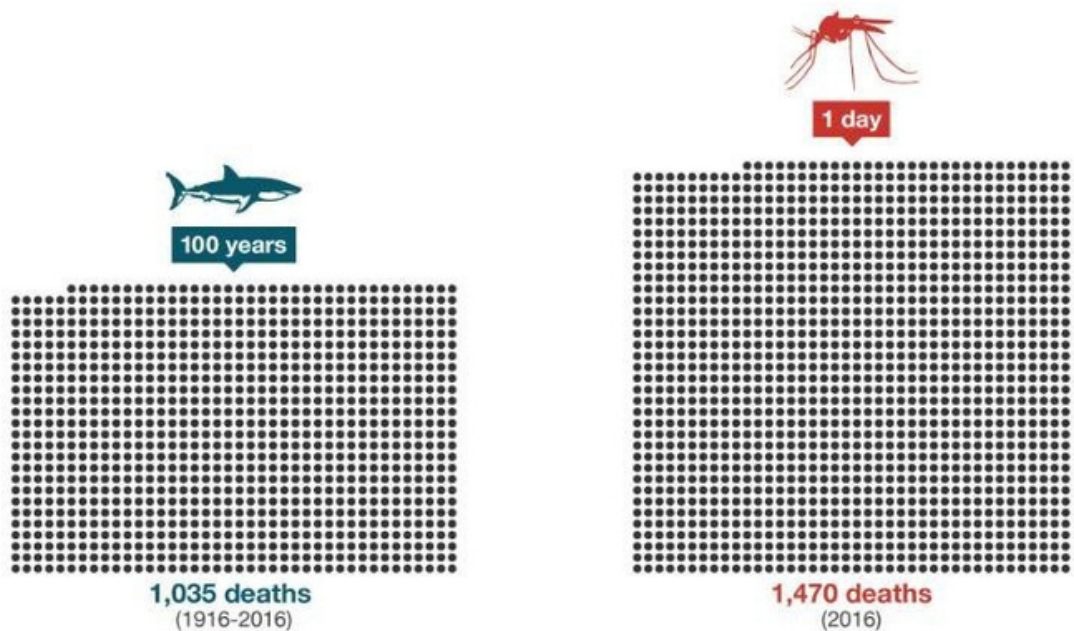 100 years
1,035 deaths
(1916-2016)
1 day
1,470 deaths
(2016)